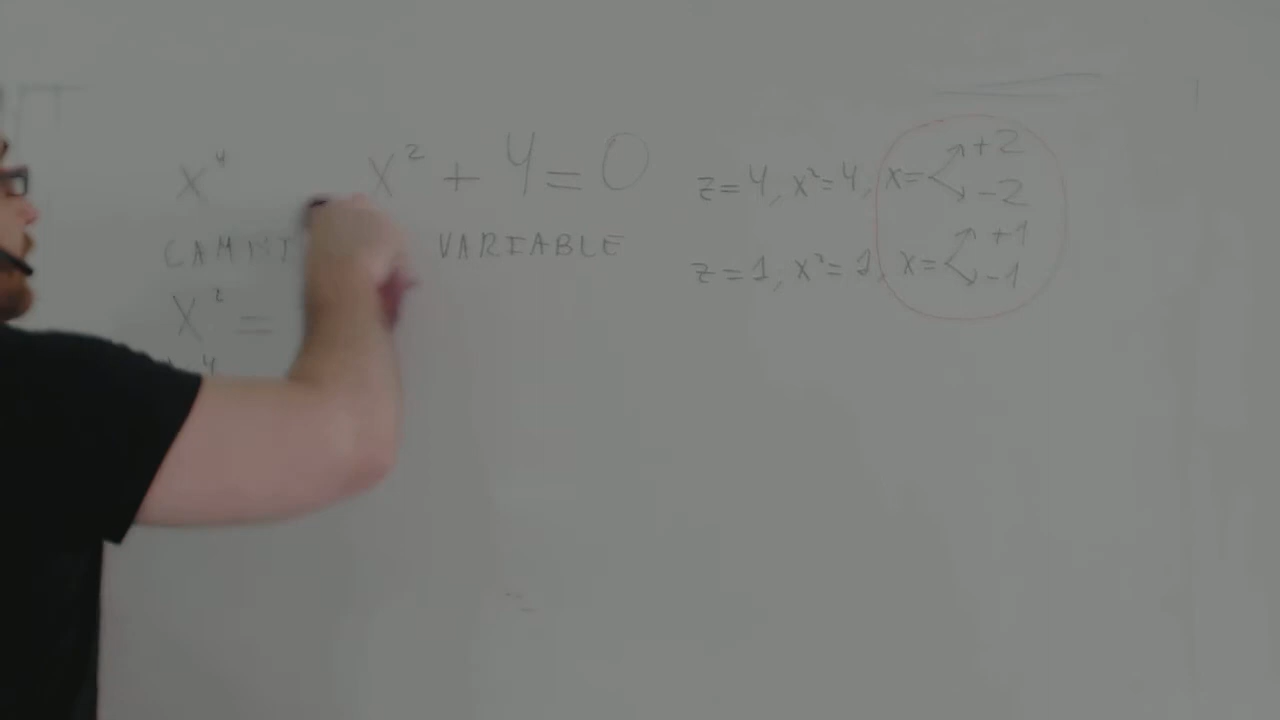 x⁴ x² + 4 = 0
VARIABLE
x² =
z=4, x²=4, x= +2
-2
z=1, x²=1, x= +1
-1